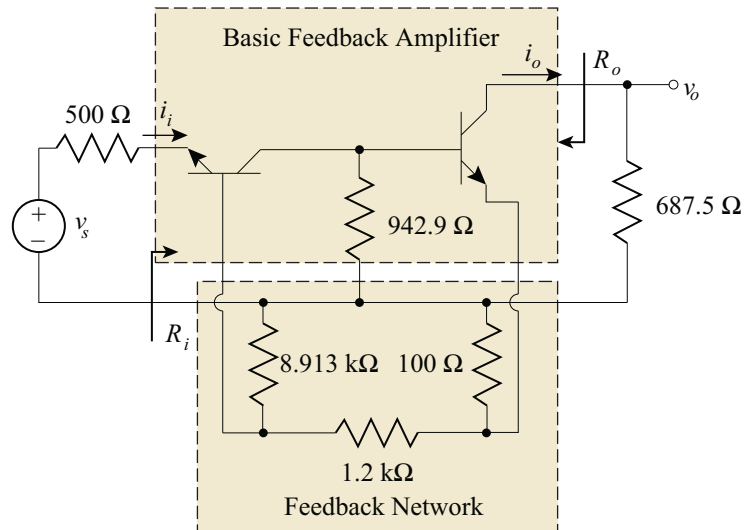 Basic Feedback Amplifier
500 Ω
i_i
i_o
R_o
v_o
+
−
v_s
942.9 Ω
687.5 Ω
R_i
8.913 kΩ
100 Ω
1.2 kΩ
Feedback Network